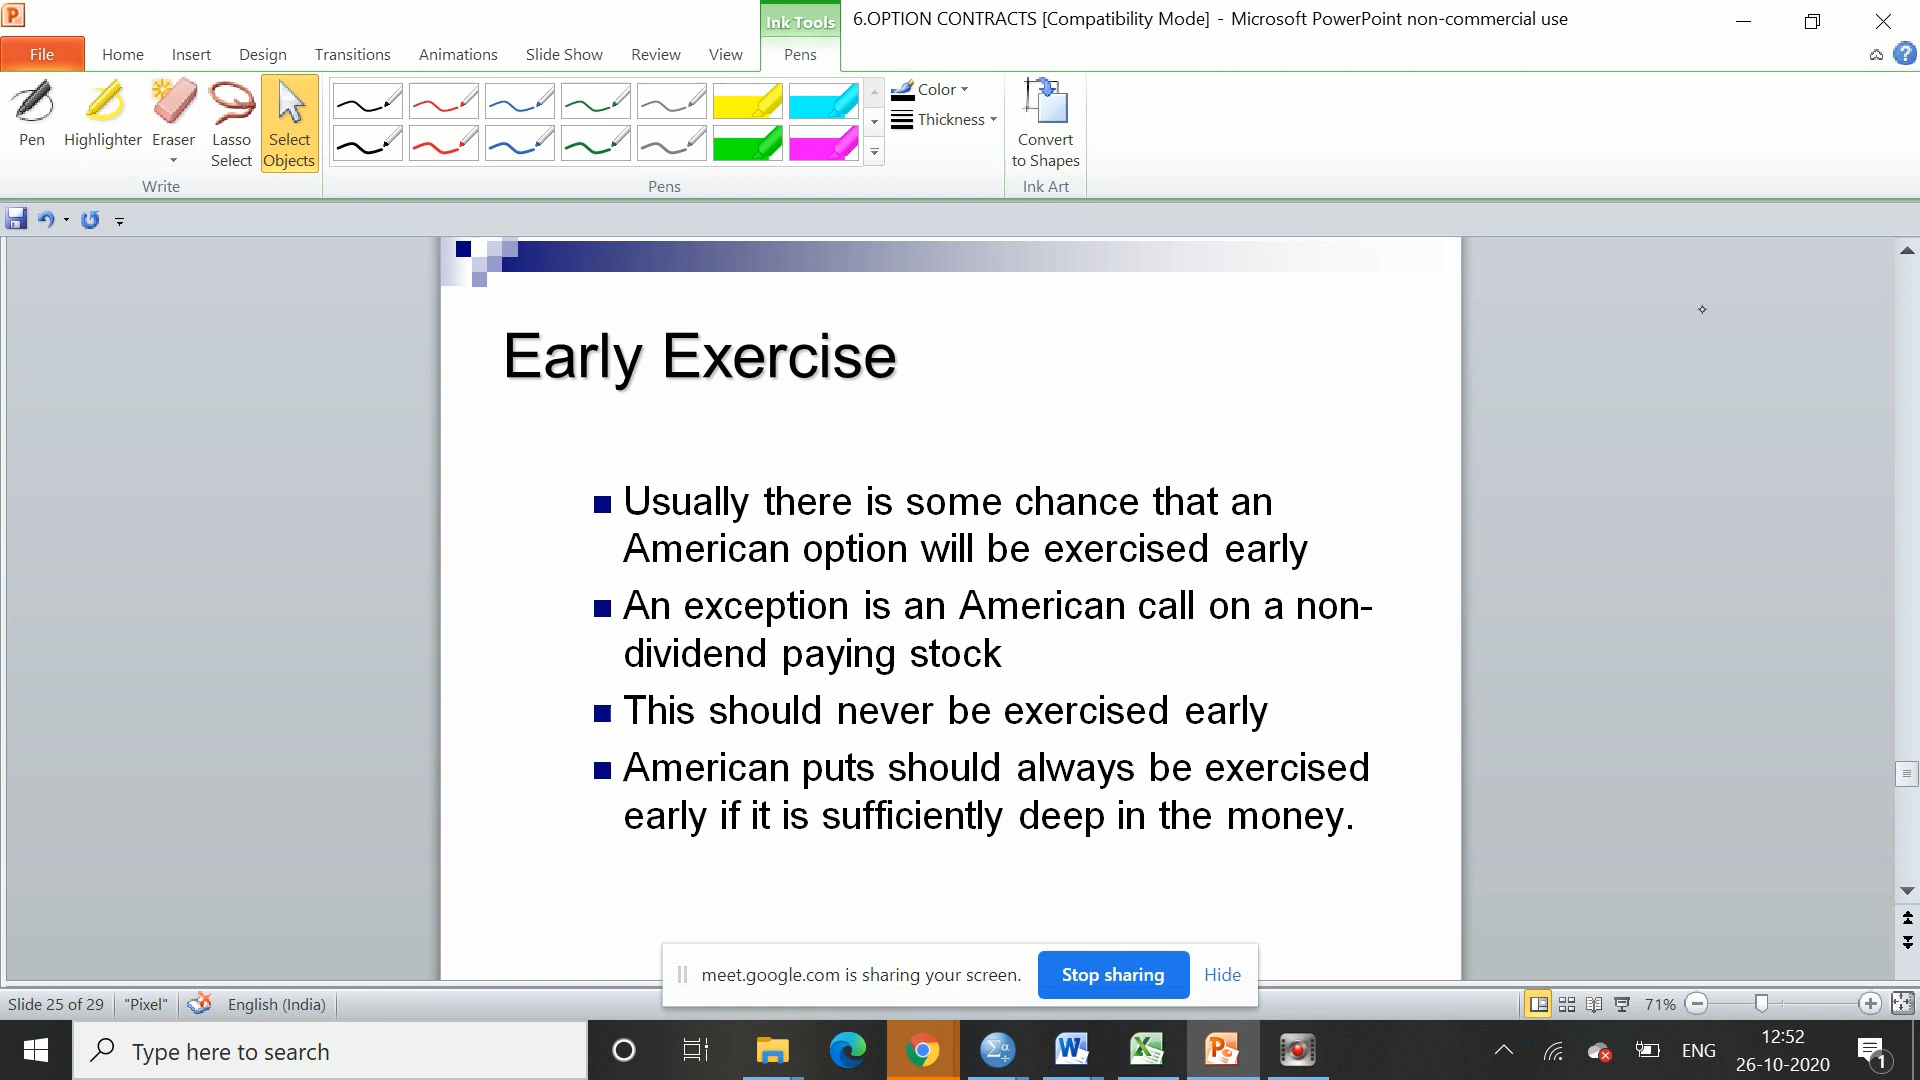 Ink Tools
6.OPTION CONTRACTS [Compatibility Mode] - Microsoft PowerPoint non-commercial use
File Home Insert Design Transitions Animations Slide Show Review View Pens
Pen Highlighter Eraser Lasso Select Select Objects
Color
Thickness
Convert to Shapes
Write Pens Ink Art
Early Exercise
Usually there is some chance that an
American option will be exercised early
An exception is an American call on a non-
dividend paying stock
This should never be exercised early
American puts should always be exercised
early if it is sufficiently deep in the money.
meet.google.com is sharing your screen. Stop sharing Hide
Slide 25 of 29 "Pixel" English (India) 71%
Type here to search
ENG
12:52
26-10-2020
1